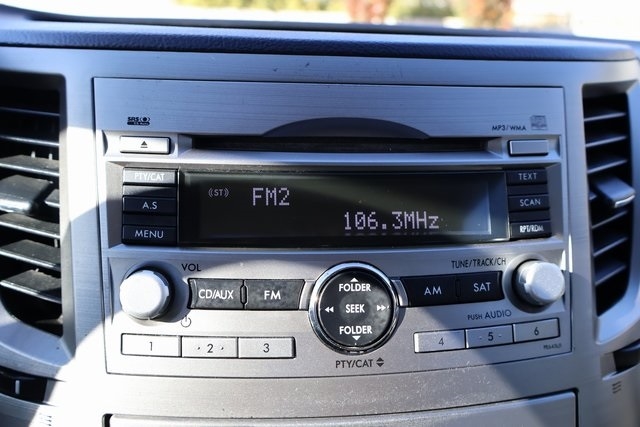 SRS
MP3/WMA
PTY/CAT
A.S
MENU
(ST) FM2
106.3MHz
TEXT
SCAN
RPT/RDM
VOL
CD/AUX
FM
FOLDER
SEEK
FOLDER
PTY/CAT
TUNE/TRACK/CH
AM
SAT
PUSH AUDIO
1
2
3
4
5
6